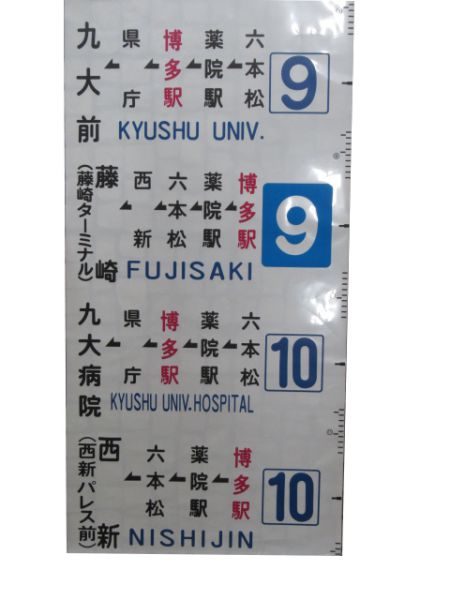 九大前 県庁 博多駅 薬院駅 六本松 9
KYUSHU UNIV.
藤崎 (藤崎ターミナル) 西新 六本松 薬院駅 博多駅 9
FUJISAKI
九大病院 県庁 博多駅 薬院駅 六本松 10
KYUSHU UNIV.HOSPITAL
西新 (西新パレス前) 六本松 薬院駅 博多駅 10
NISHIJIN